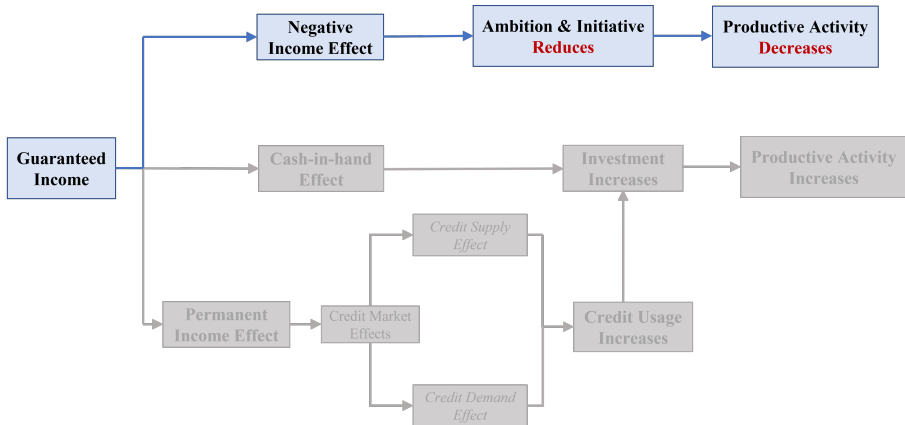 Negative
Income Effect
Ambition & Initiative
Reduces
Productive Activity
Decreases
Guaranteed
Income
Cash-in-hand
Effect
Investment
Increases
Productive Activity
Increases
Credit Supply
Effect
Permanent
Income Effect
Credit Market
Effects
Credit Usage
Increases
Credit Demand
Effect